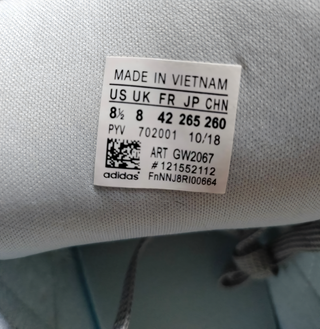 MADE IN VIETNAM
US UK FR JP CHN
8½ 8 42 265 260
PYV 702001 10/18
ART GW2067
# 121552112
adidas FnNNJ8RI00664